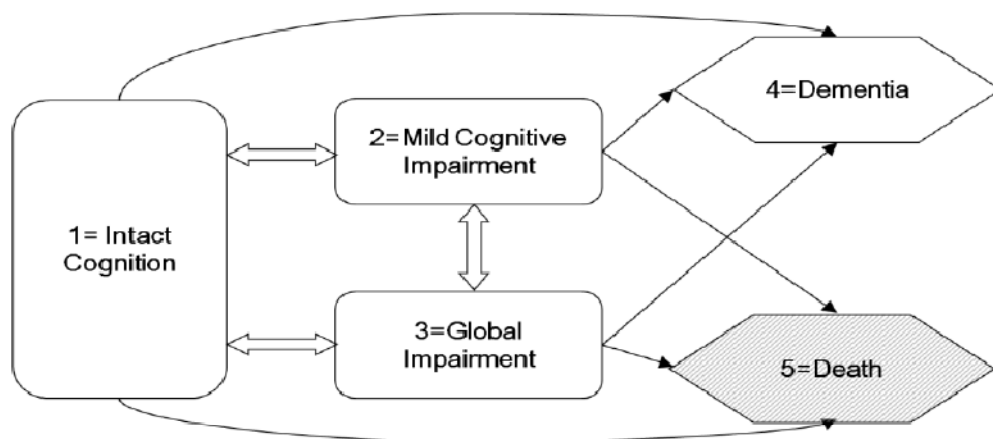 1= Intact
Cognition
2= Mild Cognitive
Impairment
3=Global
Impairment
4=Dementia
5=Death